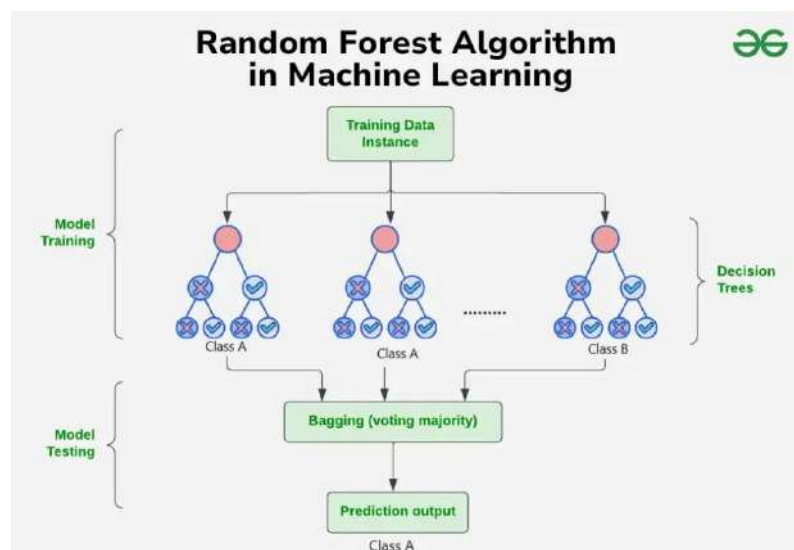 Random Forest Algorithm
in Machine Learning
Training Data
Instance
Model
Training
Decision
Trees
.........
Class A
Class A
Class B
Bagging (voting majority)
Model
Testing
Prediction output
Class A